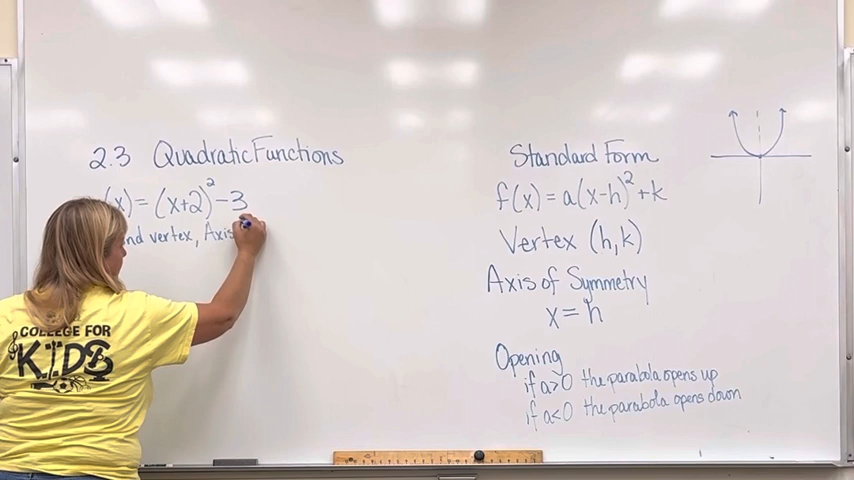 2.3 Quadratic Functions
(x) = (x+2)² - 3
nd vertex, Axis
COLLEGE FOR
KIDS
Standard Form
f(x) = a(x-h)² + k
Vertex (h,k)
Axis of Symmetry
x = h
Opening
if a>0 the parabola opens up
if a<0 the parabola opens down